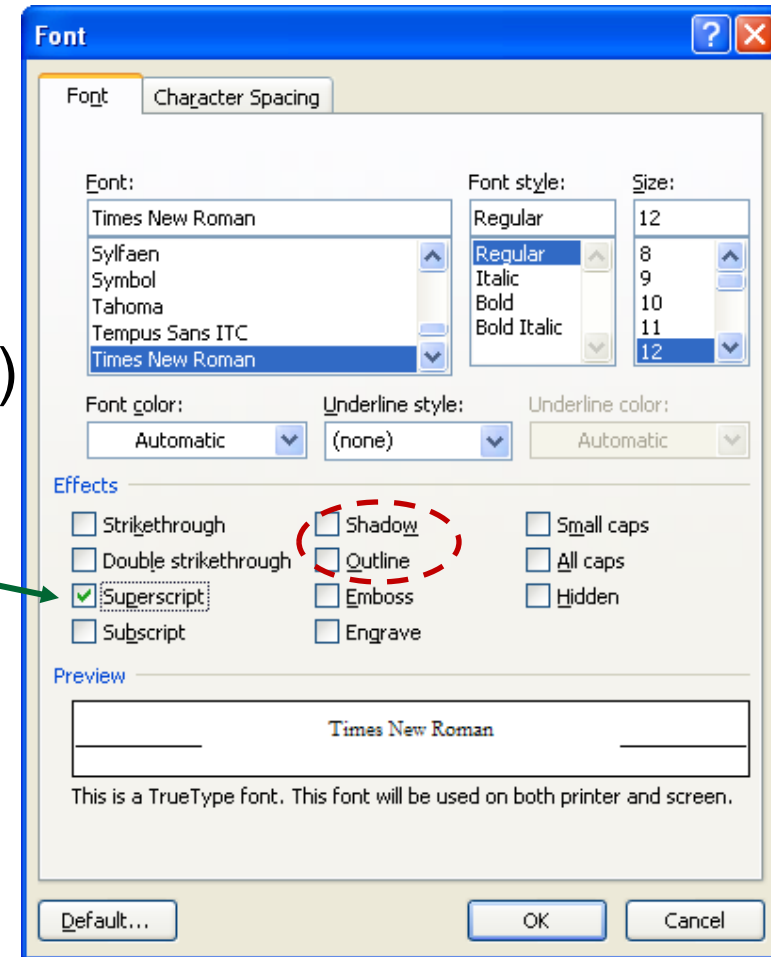 Font
Font Character Spacing
Font: Font style: Size:
Times New Roman Regular 12
Sylfaen Regular 8
Symbol Italic 9
Tahoma Bold 10
Tempus Sans ITC Bold Italic 11
Times New Roman 12
)
Font color: Underline style: Underline color:
Automatic (none) Automatic
Effects
Strikethrough Shadow Small caps
Double strikethrough Outline All caps
Superscript Emboss Hidden
Subscript Engrave
Preview
Times New Roman
This is a TrueType font. This font will be used on both printer and screen.
Default... OK Cancel